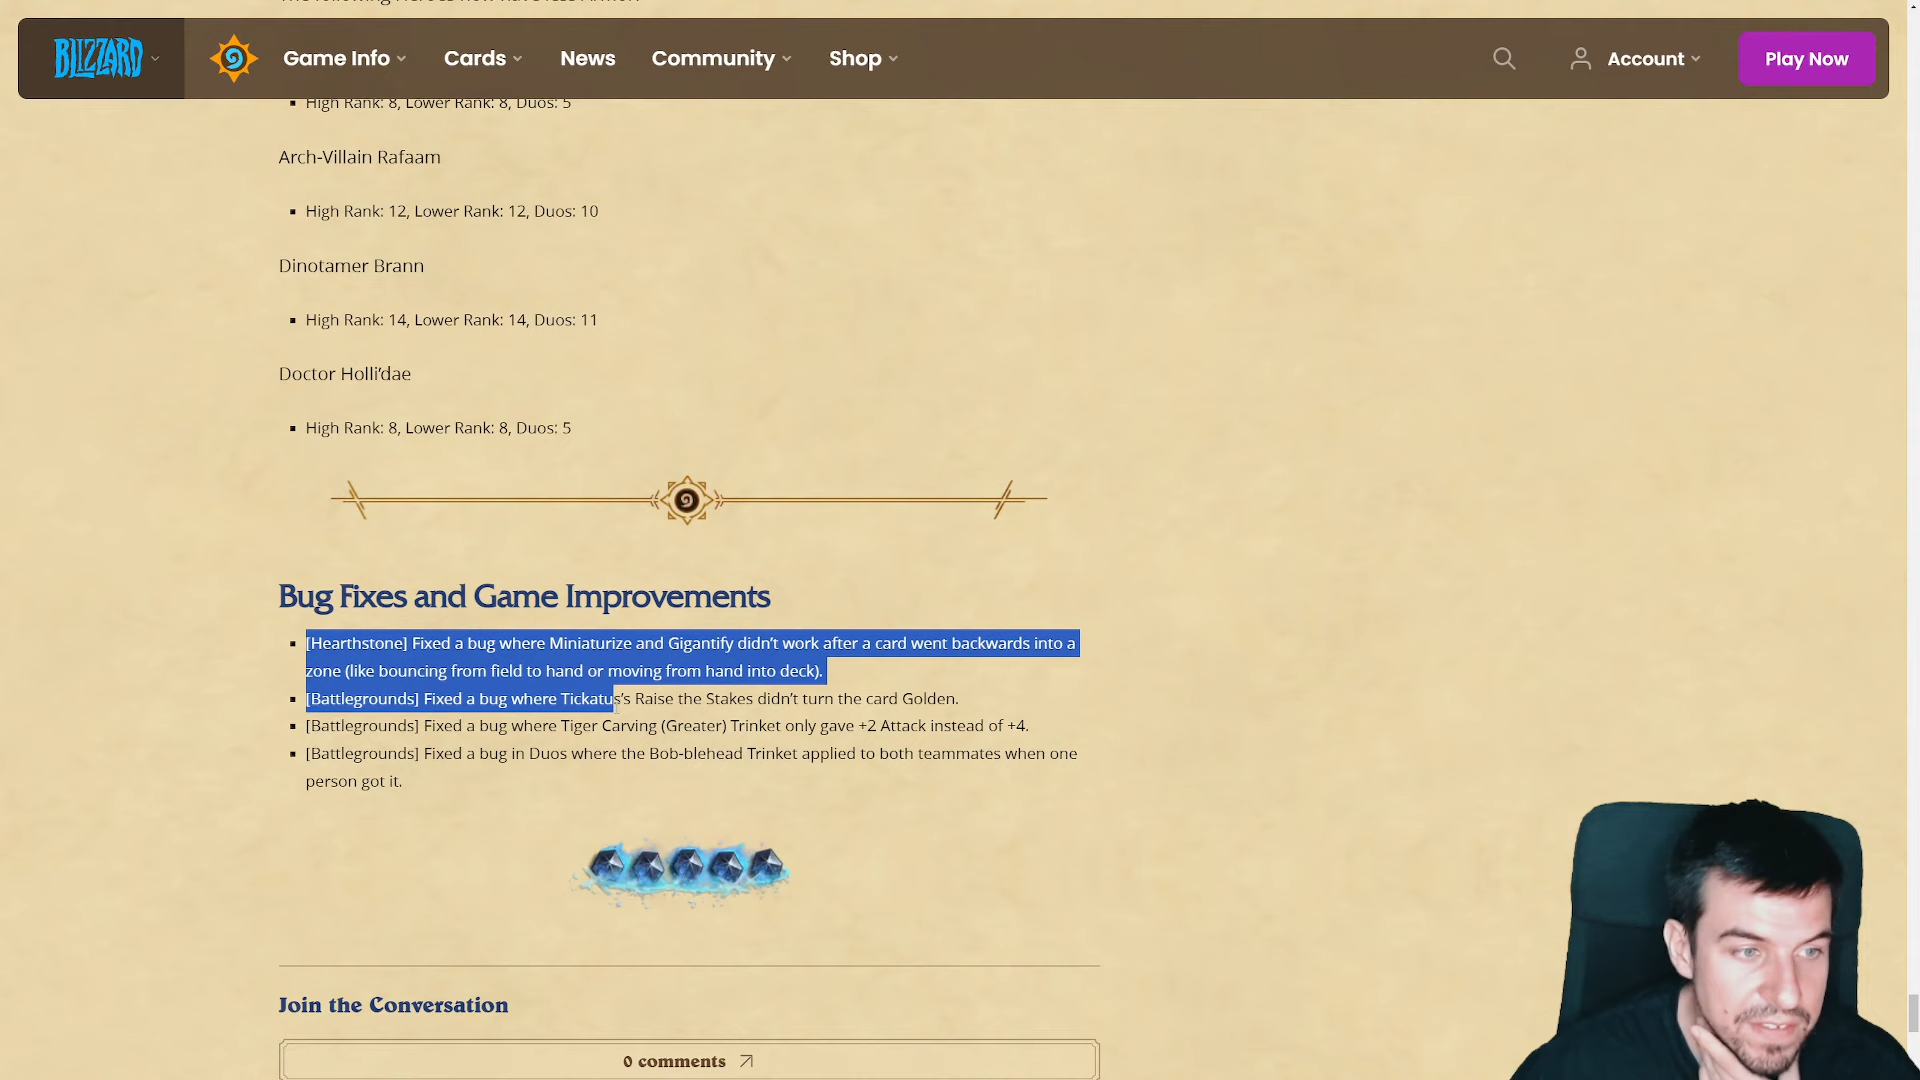 BLIZZARD
Game Info
Cards
News
Community
Shop
Account
Play Now
High Rank: 8, Lower Rank: 8, Duos: 5
Arch-Villain Rafaam
High Rank: 12, Lower Rank: 12, Duos: 10
Dinotamer Brann
High Rank: 14, Lower Rank: 14, Duos: 11
Doctor Holli’dae
High Rank: 8, Lower Rank: 8, Duos: 5
Bug Fixes and Game Improvements
[Hearthstone] Fixed a bug where Miniaturize and Gigantify didn’t work after a card went backwards into a
zone (like bouncing from field to hand or moving from hand into deck).
[Battlegrounds] Fixed a bug where Tickatus’s Raise the Stakes didn’t turn the card Golden.
[Battlegrounds] Fixed a bug where Tiger Carving (Greater) Trinket only gave +2 Attack instead of +4.
[Battlegrounds] Fixed a bug in Duos where the Bob-blehead Trinket applied to both teammates when one
person got it.
Join the Conversation
0 comments